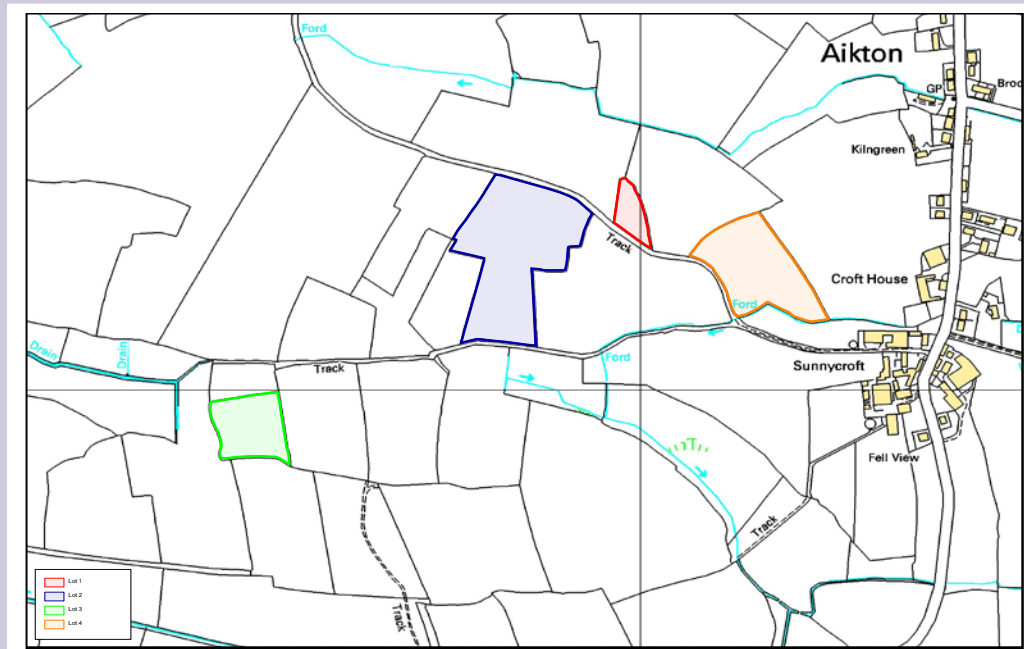 Ford
Aikton
GP
Kilngreen
Track
Croft House
Ford
Drain
Drain
Track
Ford
Sunnycroft
Fell View
Track
Track
Lot 1
Lot 2
Lot 3
Lot 4